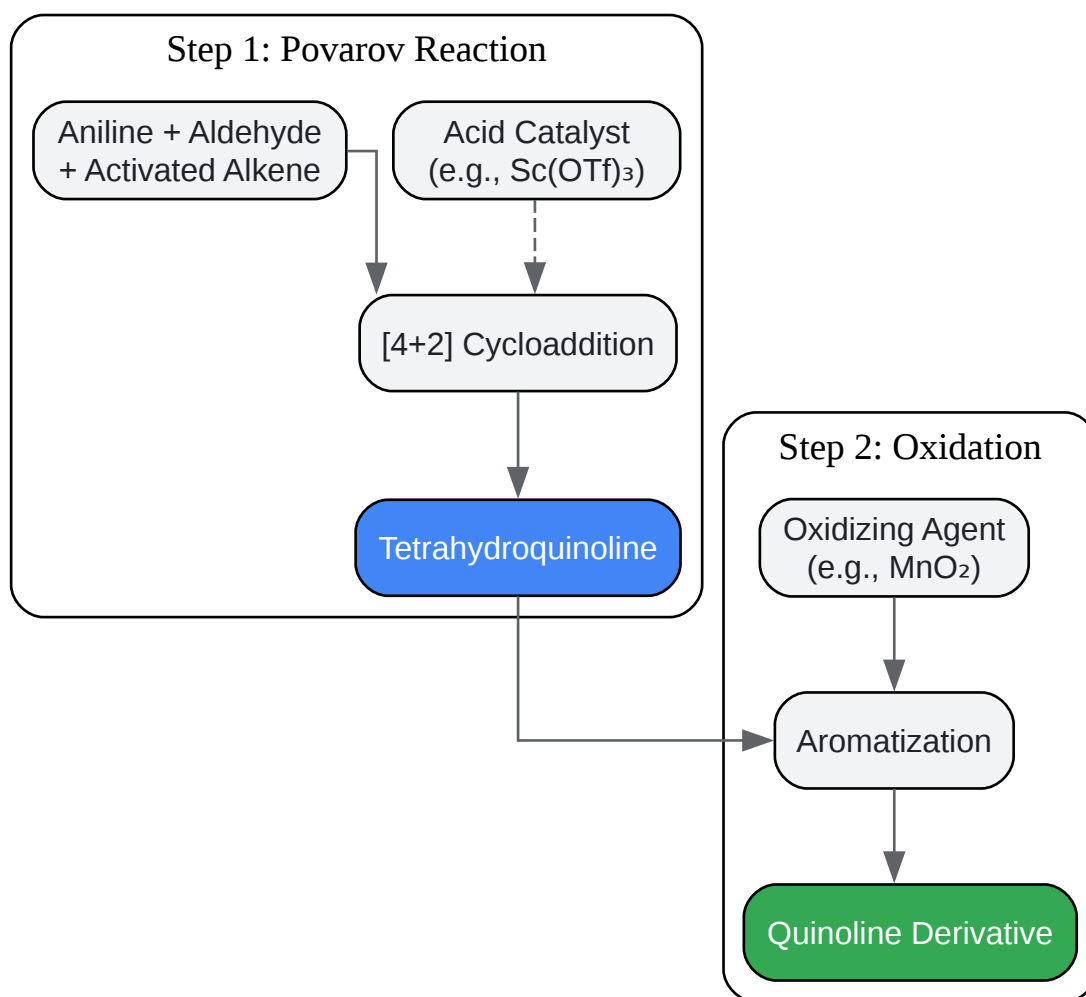 Step 1: Povarov Reaction
Aniline + Aldehyde
+ Activated Alkene
Acid Catalyst
(e.g., Sc(OTf)₃)
[4+2] Cycloaddition
Tetrahydroquinoline
Step 2: Oxidation
Oxidizing Agent
(e.g., MnO₂)
Aromatization
Quinoline Derivative